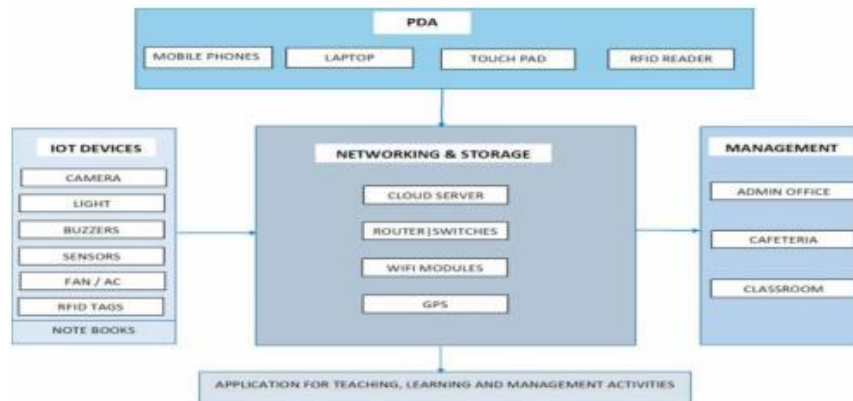 PDA
MOBILE PHONES
LAPTOP
TOUCH PAD
RFID READER
IOT DEVICES
CAMERA
LIGHT
BUZZERS
SENSORS
FAN / AC
RFID TAGS
NOTE BOOKS
NETWORKING & STORAGE
CLOUD SERVER
ROUTER|SWITCHES
WIFI MODULES
GPS
MANAGEMENT
ADMIN OFFICE
CAFETERIA
CLASSROOM
APPLICATION FOR TEACHING, LEARNING AND MANAGEMENT ACTIVITIES